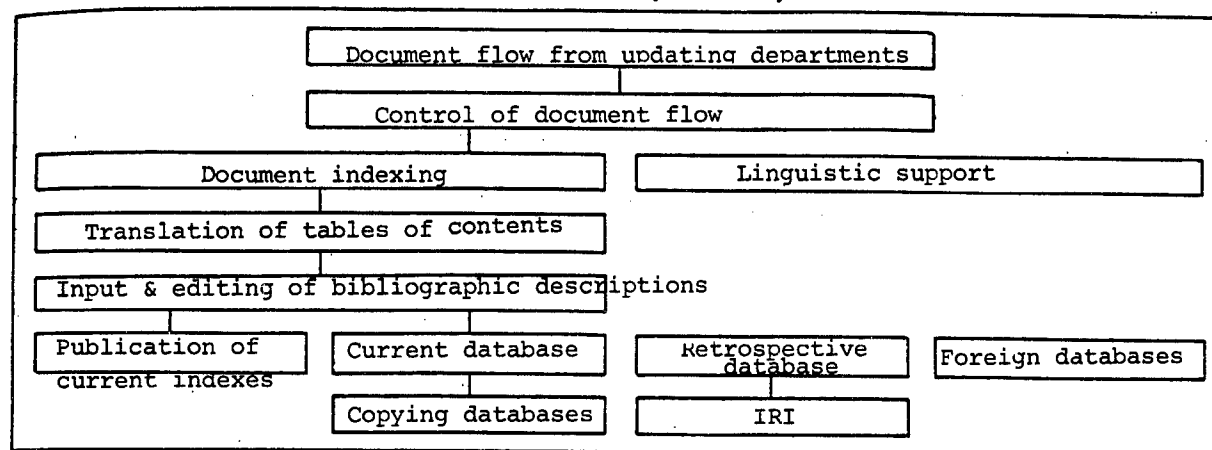 Document flow from updating departments
Control of document flow
Document indexing
Linguistic support
Translation of tables of contents
Input & editing of bibliographic descriptions
Publication of
current indexes
Current database
Retrospective
database
Foreign databases
Copying databases
IRI